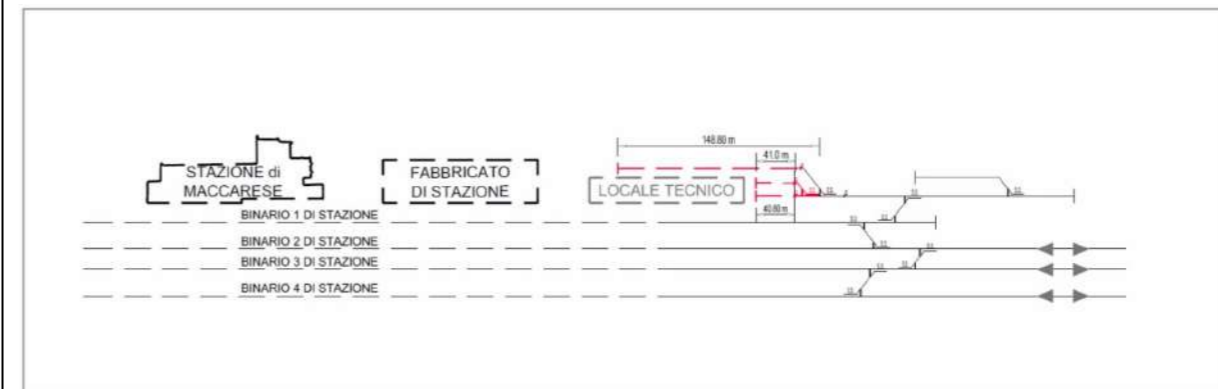 148.80 m
41.0 m
STAZIONE di
MACCARESE
FABBRICATO
DI STAZIONE
LOCALE TECNICO
40.80 m
BINARIO 1 DI STAZIONE
BINARIO 2 DI STAZIONE
BINARIO 3 DI STAZIONE
BINARIO 4 DI STAZIONE